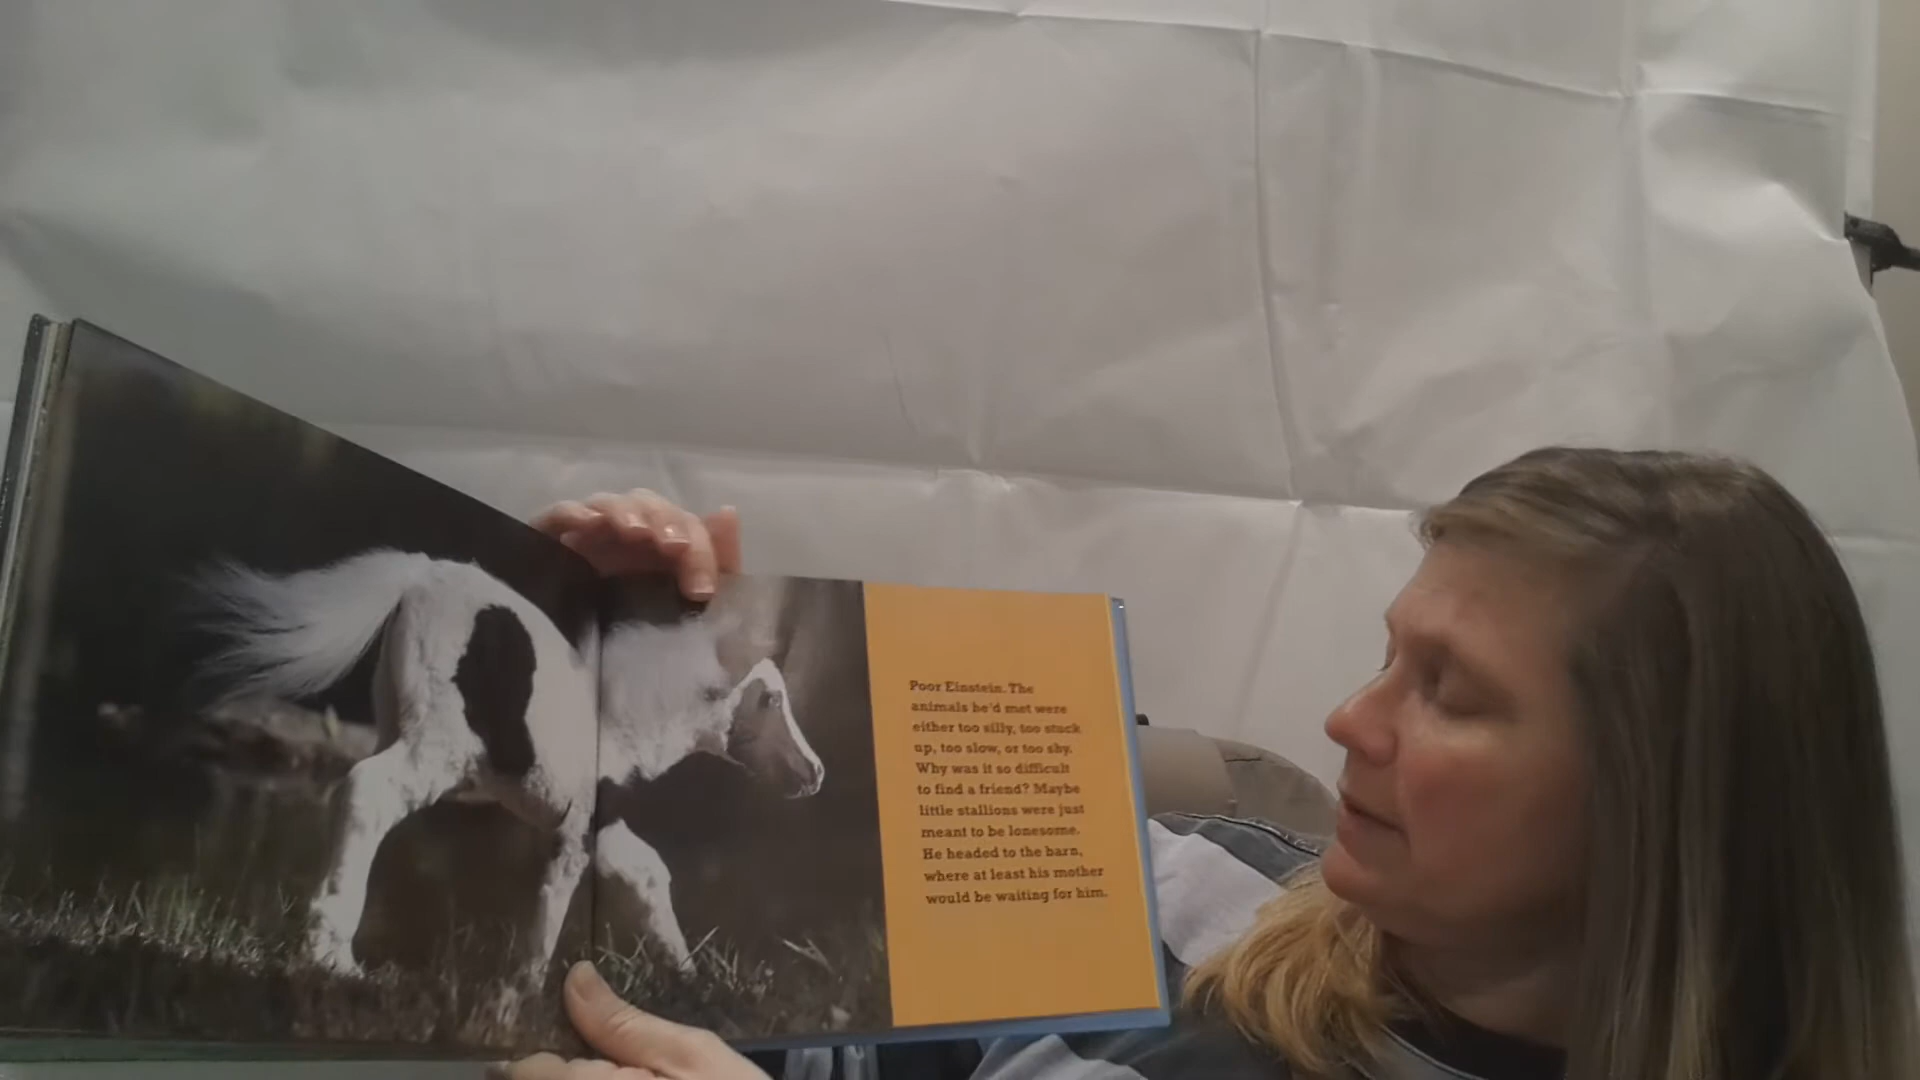 Poor Einstein. The
animals he'd met were
either too silly, too stuck
up, too slow, or too shy.
Why was it so difficult
to find a friend? Maybe
little stallions were just
meant to be lonesome.
He headed to the barn,
where at least his mother
would be waiting for him.